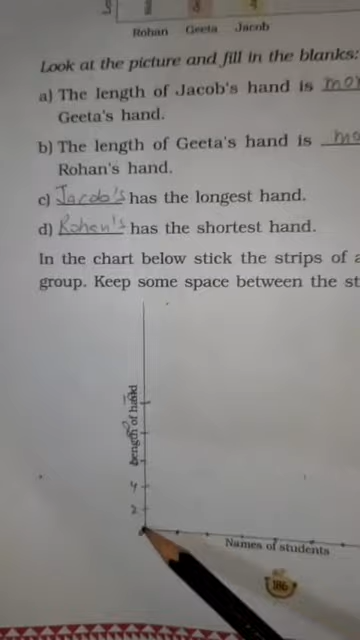 Rohan Geeta Jacob
Look at the picture and fill in the blanks:
a) The length of Jacob's hand is
Geeta's hand.
b) The length of Geeta's hand is
Rohan's hand.
c) Jacob's has the longest hand.
d) Rohan's has the shortest hand.
In the chart below stick the strips of
group. Keep some space between the
Length of hand
4
2
Names of students
186